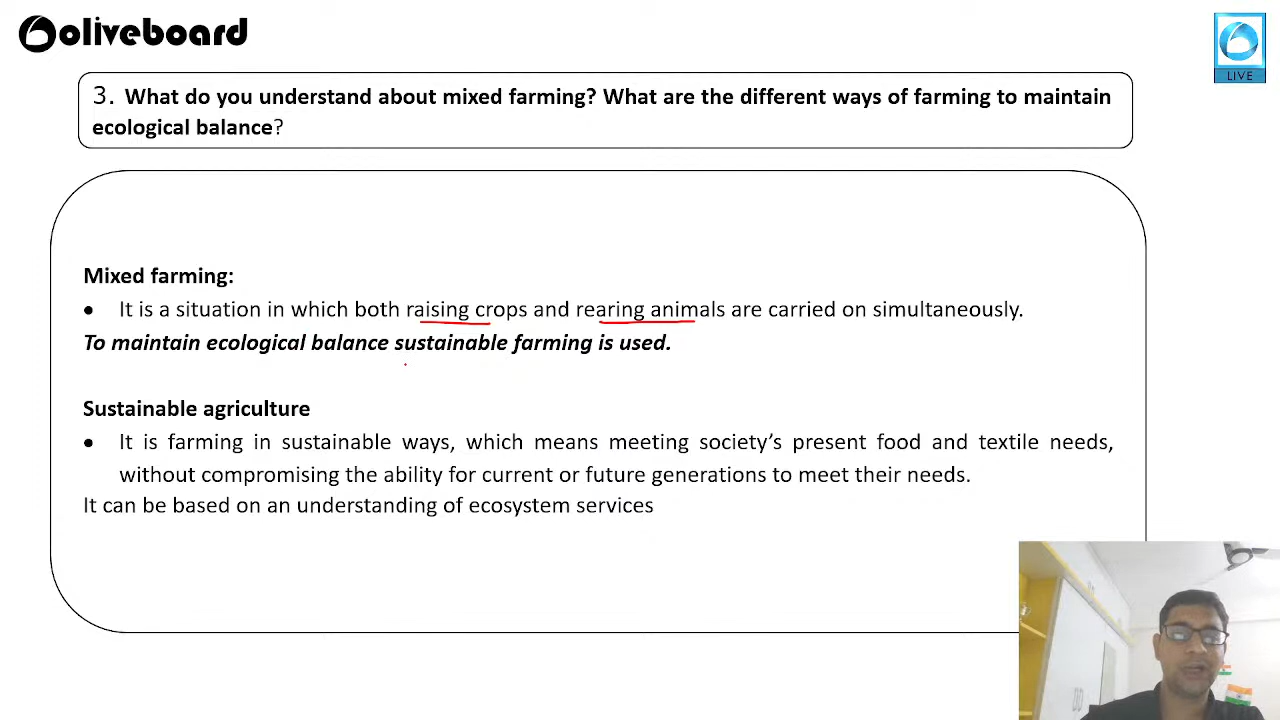 oliveboard
LIVE
3. What do you understand about mixed farming? What are the different ways of farming to maintain
ecological balance?
Mixed farming:
• It is a situation in which both raising crops and rearing animals are carried on simultaneously.
To maintain ecological balance sustainable farming is used.
Sustainable agriculture
• It is farming in sustainable ways, which means meeting society’s present food and textile needs,
without compromising the ability for current or future generations to meet their needs.
It can be based on an understanding of ecosystem services